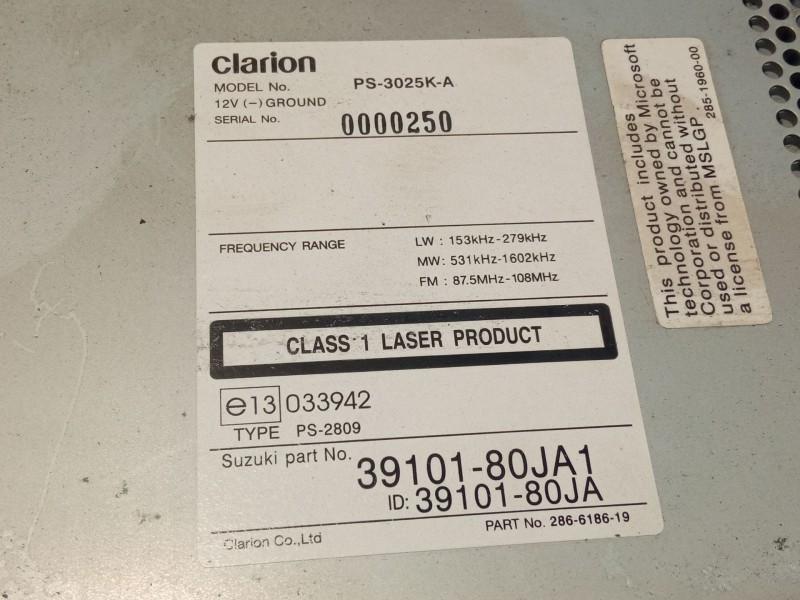 Clarion
MODEL No. PS-3025K-A
12V (-) GROUND
SERIAL No. 0000250
FREQUENCY RANGE LW : 153kHz-279kHz
MW: 531kHz-1602kHz
FM : 87.5MHz-108MHz
CLASS 1 LASER PRODUCT
e13 033942
TYPE PS-2809
Suzuki part No. 39101-80JA1
ID: 39101-80JA
PART No. 286-6186-19
Clarion Co.,Ltd
This product includes
technology owned by Microsoft
Corporation and cannot be
used or distributed without
a license from MSLGP.
285-1960-00